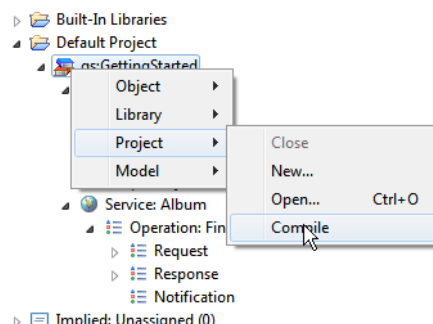 Built-In Libraries
Default Project
gs:GettingStarted
Object
Library
Project
Close
Model
New...
Open... Ctrl+O
Service: Album
Operation: Fin
Compile
Request
Response
Notification
Implied: Unassigned (0)